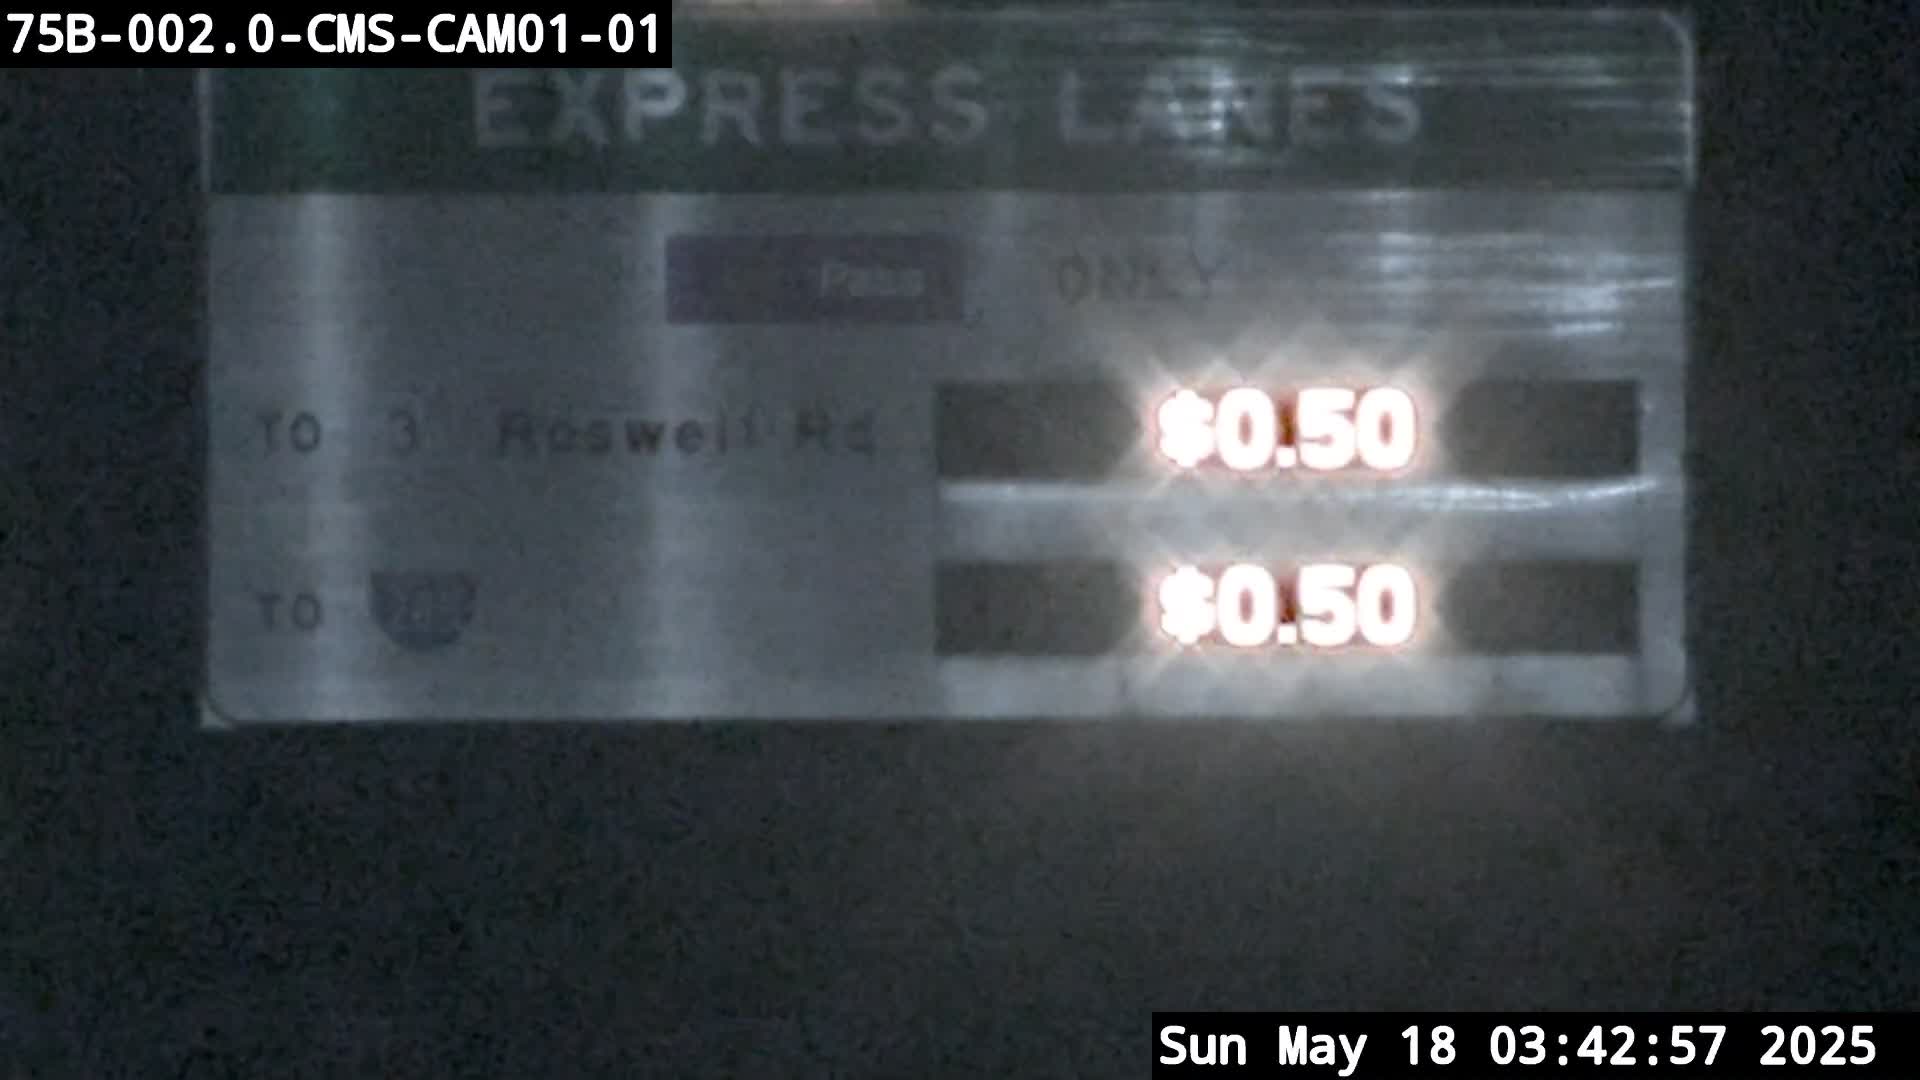 75B-002.0-CMS-CAM01-01
EXPRESS LANES
Pass ONLY
TO 3 Roswell Rd $0.50
TO $0.50
Sun May 18 03:42:57 2025